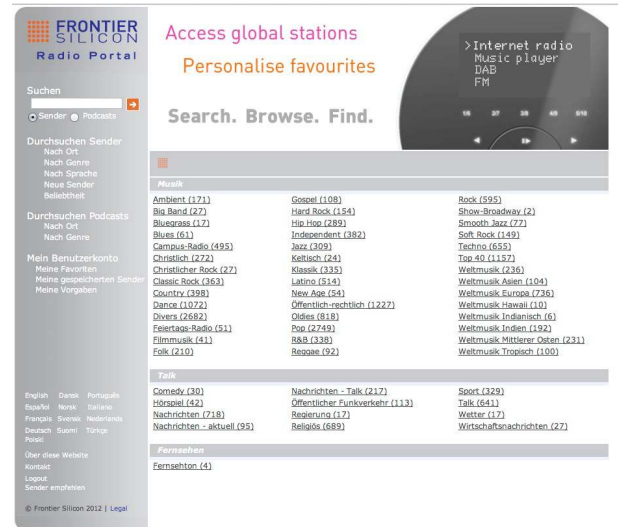 FRONTIER
SILICON
Radio Portal
Access global stations
Personalise favourites
Search. Browse. Find.
>Internet radio
Music player
DAB
FM
1/6 2/7 3/8 4/9 5/10
Suchen
Sender Podcasts
Durchsuchen Sender
Nach Ort
Nach Genre
Nach Sprache
Neue Sender
Beliebtheit
Durchsuchen Podcasts
Nach Ort
Nach Genre
Mein Benutzerkonto
Meine Favoriten
Meine gespeicherten Sender
Meine Vorgaben
English Dansk Português
Español Norsk Italiano
Français Svensk Nederlands
Deutsch Suomi Türkçe
Polski
Über diese Website
Kontakt
Logout
Sender empfehlen
© Frontier Silicon 2012 | Legal
Musik
Ambient (171) Gospel (108) Rock (595)
Big Band (27) Hard Rock (154) Show-Broadway (2)
Bluegrass (17) Hip Hop (289) Smooth Jazz (77)
Blues (61) Independent (382) Soft Rock (149)
Campus-Radio (495) Jazz (309) Techno (655)
Christlich (272) Keltisch (24) Top 40 (1157)
Christlicher Rock (27) Klassik (335) Weltmusik (236)
Classic Rock (363) Latino (514) Weltmusik Asien (104)
Country (398) New Age (54) Weltmusik Europa (736)
Dance (1072) Öffentlich-rechtlich (1227) Weltmusik Hawaii (10)
Divers (2682) Oldies (818) Weltmusik Indianisch (6)
Feiertags-Radio (51) Pop (2749) Weltmusik Indien (192)
Filmmusik (41) R&B (338) Weltmusik Mittlerer Osten (231)
Folk (210) Reggae (92) Weltmusik Tropisch (100)
Talk
Comedy (30) Nachrichten - Talk (217) Sport (329)
Hörspiel (42) Öffentlicher Funkverkehr (113) Talk (641)
Nachrichten (718) Regierung (17) Wetter (17)
Nachrichten - aktuell (95) Religiös (689) Wirtschaftsnachrichten (27)
Fernsehen
Fernsehton (4)